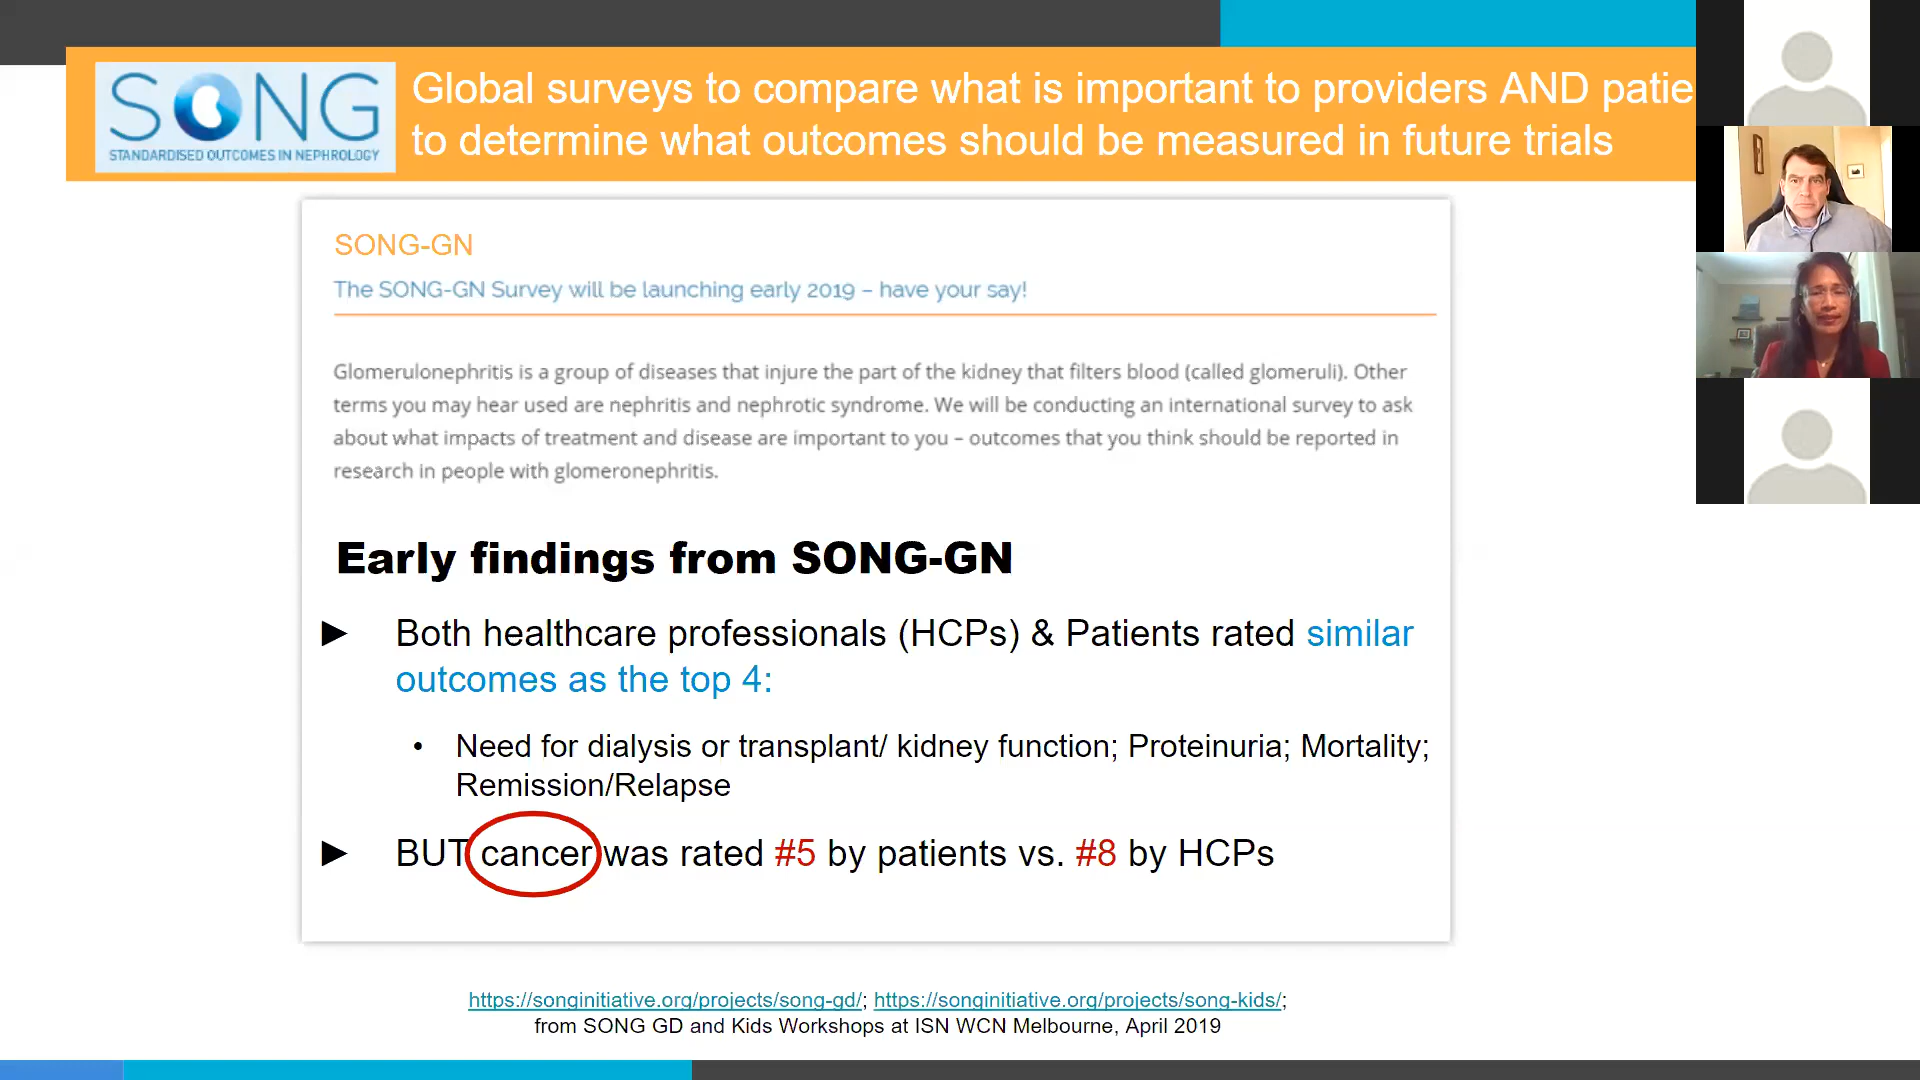 SONG
STANDARDISED OUTCOMES IN NEPHROLOGY
Global surveys to compare what is important to providers AND patie
to determine what outcomes should be measured in future trials
SONG-GN
The SONG-GN Survey will be launching early 2019 – have your say!
Glomerulonephritis is a group of diseases that injure the part of the kidney that filters blood (called glomeruli). Other
terms you may hear used are nephritis and nephrotic syndrome. We will be conducting an international survey to ask
about what impacts of treatment and disease are important to you – outcomes that you think should be reported in
research in people with glomeronephritis.
Early findings from SONG-GN
► Both healthcare professionals (HCPs) & Patients rated similar
outcomes as the top 4:
• Need for dialysis or transplant/ kidney function; Proteinuria; Mortality;
Remission/Relapse
► BUT cancer was rated #5 by patients vs. #8 by HCPs
https://songinitiative.org/projects/song-gd/; https://songinitiative.org/projects/song-kids/;
from SONG GD and Kids Workshops at ISN WCN Melbourne, April 2019